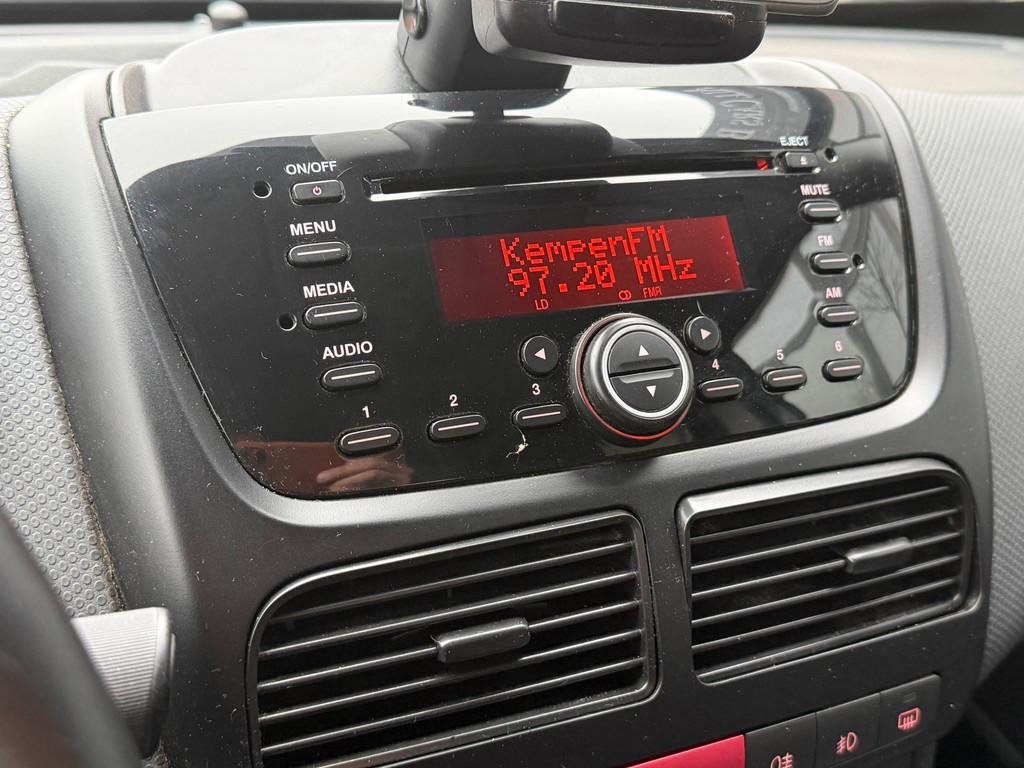 EJECT
ON/OFF
MUTE
MENU
KempenFM
FM
97.20 MHz
MEDIA
LO
FMR
AM
AUDIO
1
2
3
4
5
6